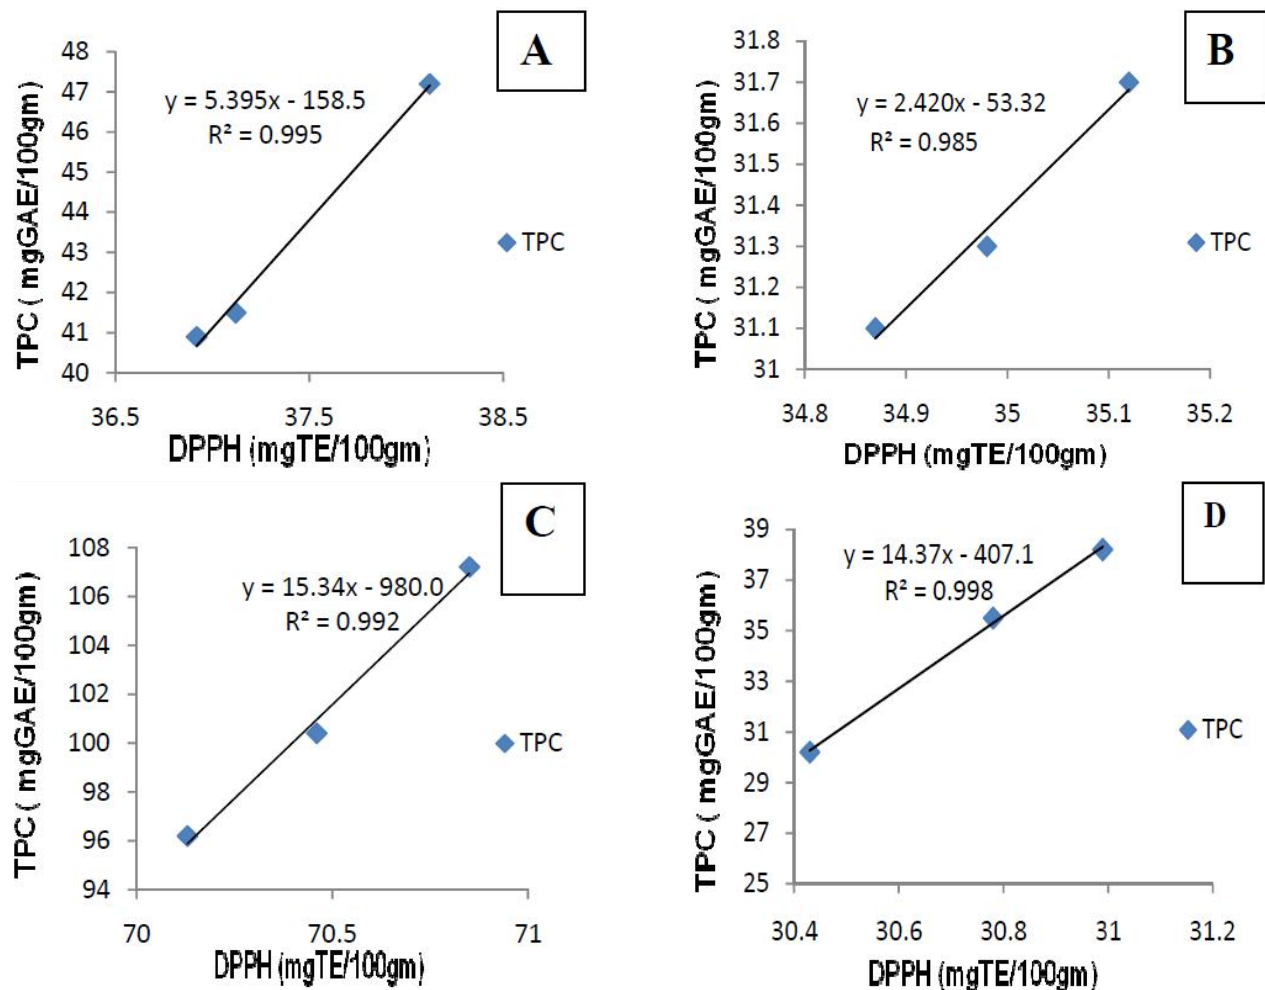 A
TPC ( mgGAE/100gm)
48
47
46
45
44
43
42
41
40
y = 5.395x - 158.5
R² = 0.995
TPC
36.5
37.5
38.5
DPPH (mgTE/100gm)
B
TPC ( mgGAE/100gm)
31.8
31.7
31.6
31.5
31.4
31.3
31.2
31.1
31
y = 2.420x - 53.32
R² = 0.985
TPC
34.8
34.9
35
35.1
35.2
DPPH (mgTE/100gm)
C
TPC ( mgGAE/100gm)
108
106
104
102
100
98
96
94
y = 15.34x - 980.0
R² = 0.992
TPC
70
70.5
71
DPPH (mgTE/100gm)
D
TPC ( mgGAE/100gm)
39
37
35
33
31
29
27
25
y = 14.37x - 407.1
R² = 0.998
TPC
30.4
30.6
30.8
31
31.2
DPPH (mgTE/100gm)